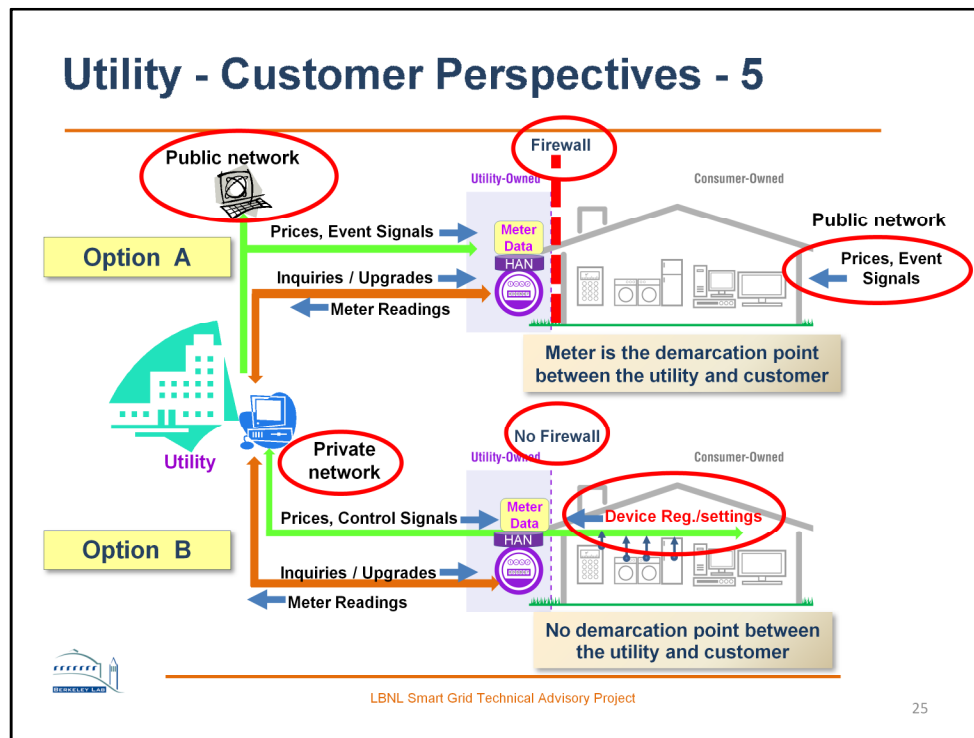 Utility - Customer Perspectives - 5
Public network
Firewall
Utility-Owned
Consumer-Owned
Option A
Prices, Event Signals
Meter
Data
HAN
Inquiries / Upgrades
Meter Readings
Public network
Prices, Event
Signals
Meter is the demarcation point
between the utility and customer
Utility
Private
network
No Firewall
Utility-Owned
Consumer-Owned
Prices, Control Signals
Meter
Data
HAN
Device Reg./settings
Option B
Inquiries / Upgrades
Meter Readings
No demarcation point between
the utility and customer
BERKELEY LAB
LBNL Smart Grid Technical Advisory Project
25